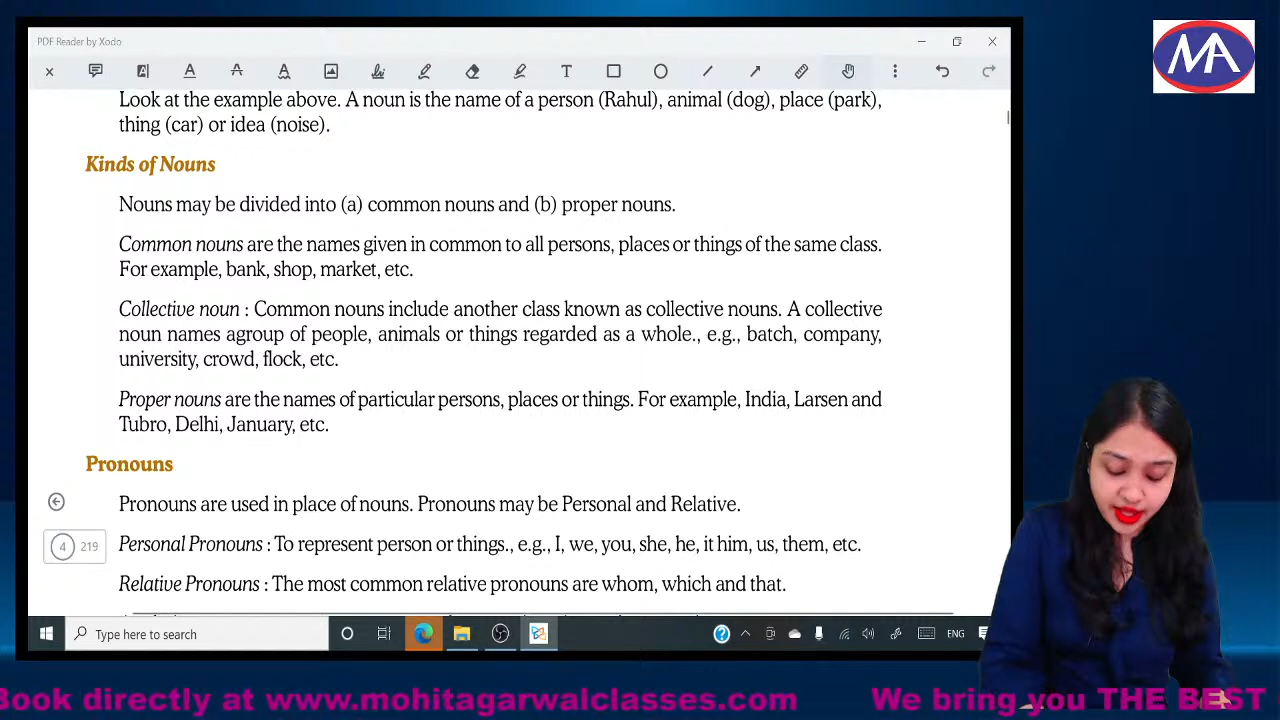 PDF Reader by Xodo
MA
Look at the example above. A noun is the name of a person (Rahul), animal (dog), place (park),
thing (car) or idea (noise).
Kinds of Nouns
Nouns may be divided into (a) common nouns and (b) proper nouns.
Common nouns are the names given in common to all persons, places or things of the same class.
For example, bank, shop, market, etc.
Collective noun : Common nouns include another class known as collective nouns. A collective
noun names agroup of people, animals or things regarded as a whole., e.g., batch, company,
university, crowd, flock, etc.
Proper nouns are the names of particular persons, places or things. For example, India, Larsen and
Tubro, Delhi, January, etc.
Pronouns
Pronouns are used in place of nouns. Pronouns may be Personal and Relative.
4 219
Personal Pronouns : To represent person or things., e.g., I, we, you, she, he, it him, us, them, etc.
Relative Pronouns : The most common relative pronouns are whom, which and that.
Type here to search
ENG
Book directly at www.mohitagarwalclasses.com We bring you THE BEST